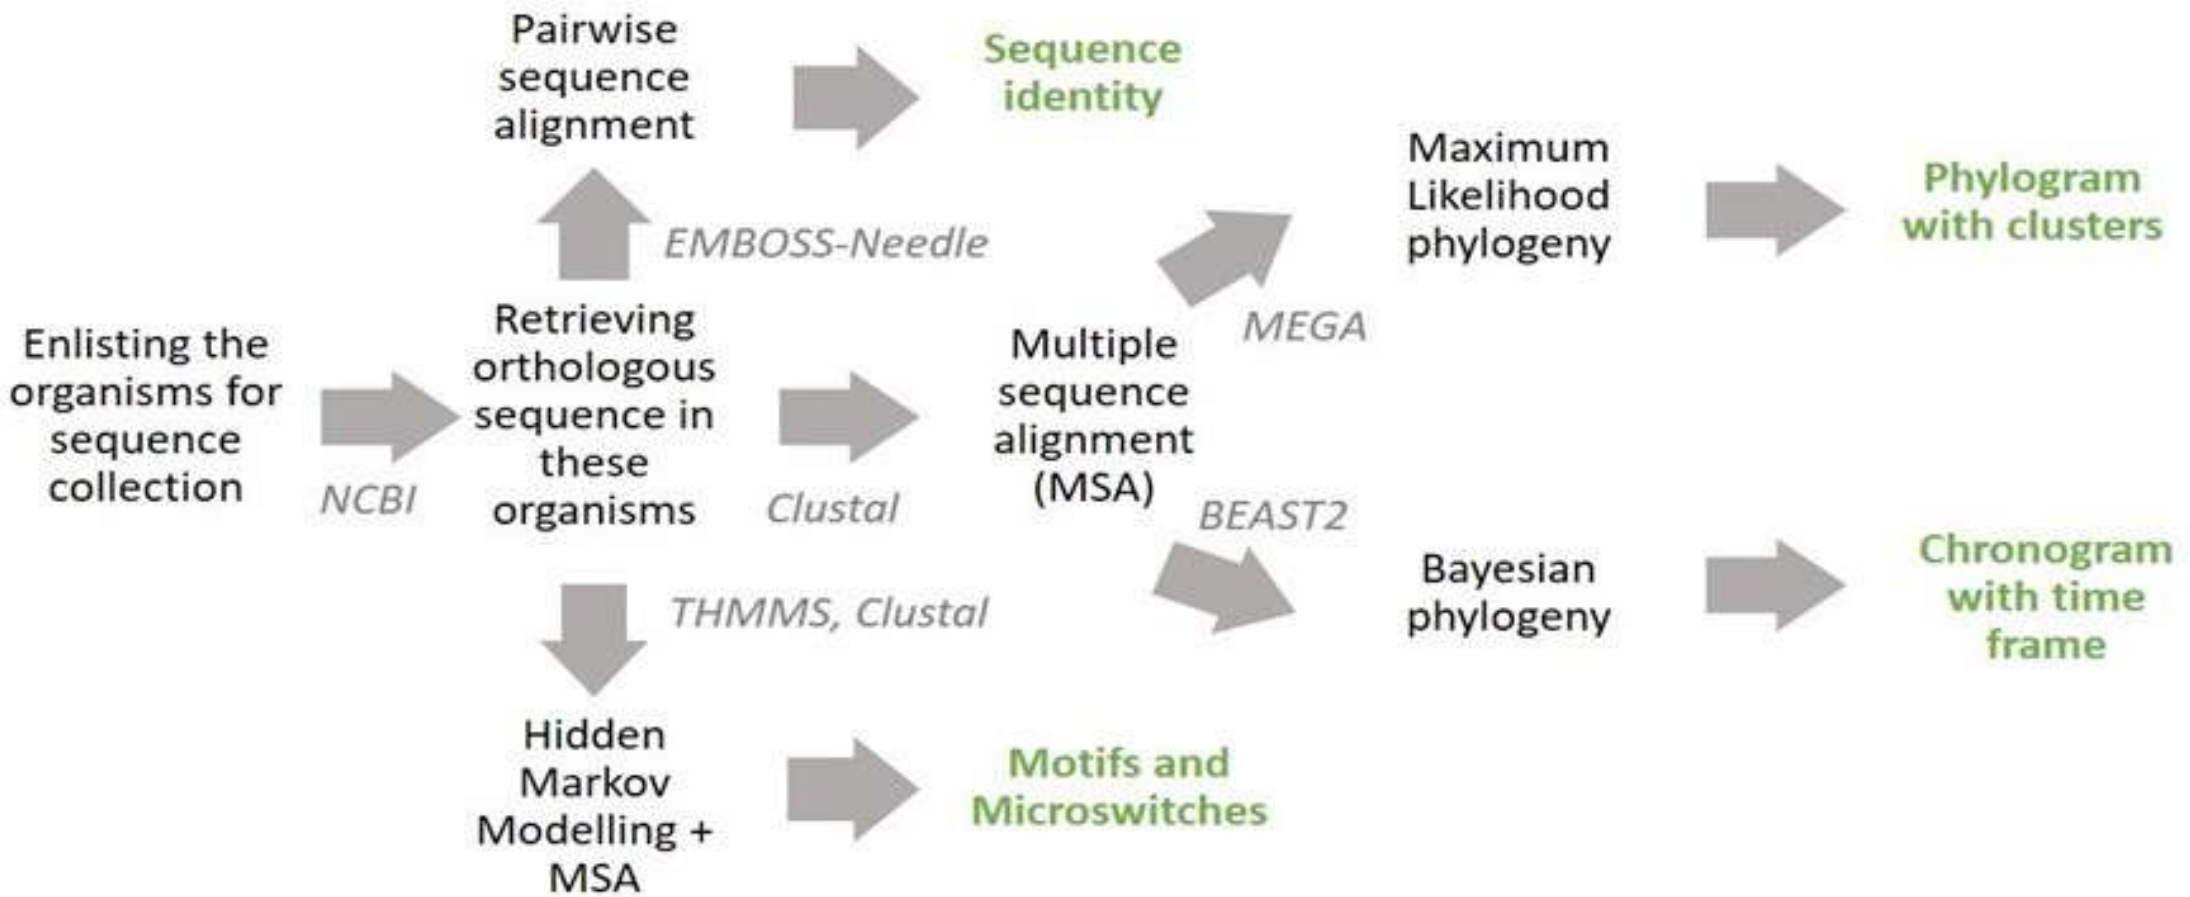 Pairwise
sequence
alignment
Sequence
identity
EMBOSS-Needle
Maximum
Likelihood
phylogeny
Phylogram
with clusters
Enlisting the
organisms for
sequence
collection
NCBI
Retrieving
orthologous
sequence in
these
organisms
Clustal
Multiple
sequence
alignment
(MSA)
MEGA
BEAST2
Bayesian
phylogeny
Chronogram
with time
frame
THMMS, Clustal
Hidden
Markov
Modelling +
MSA
Motifs and
Microswitches